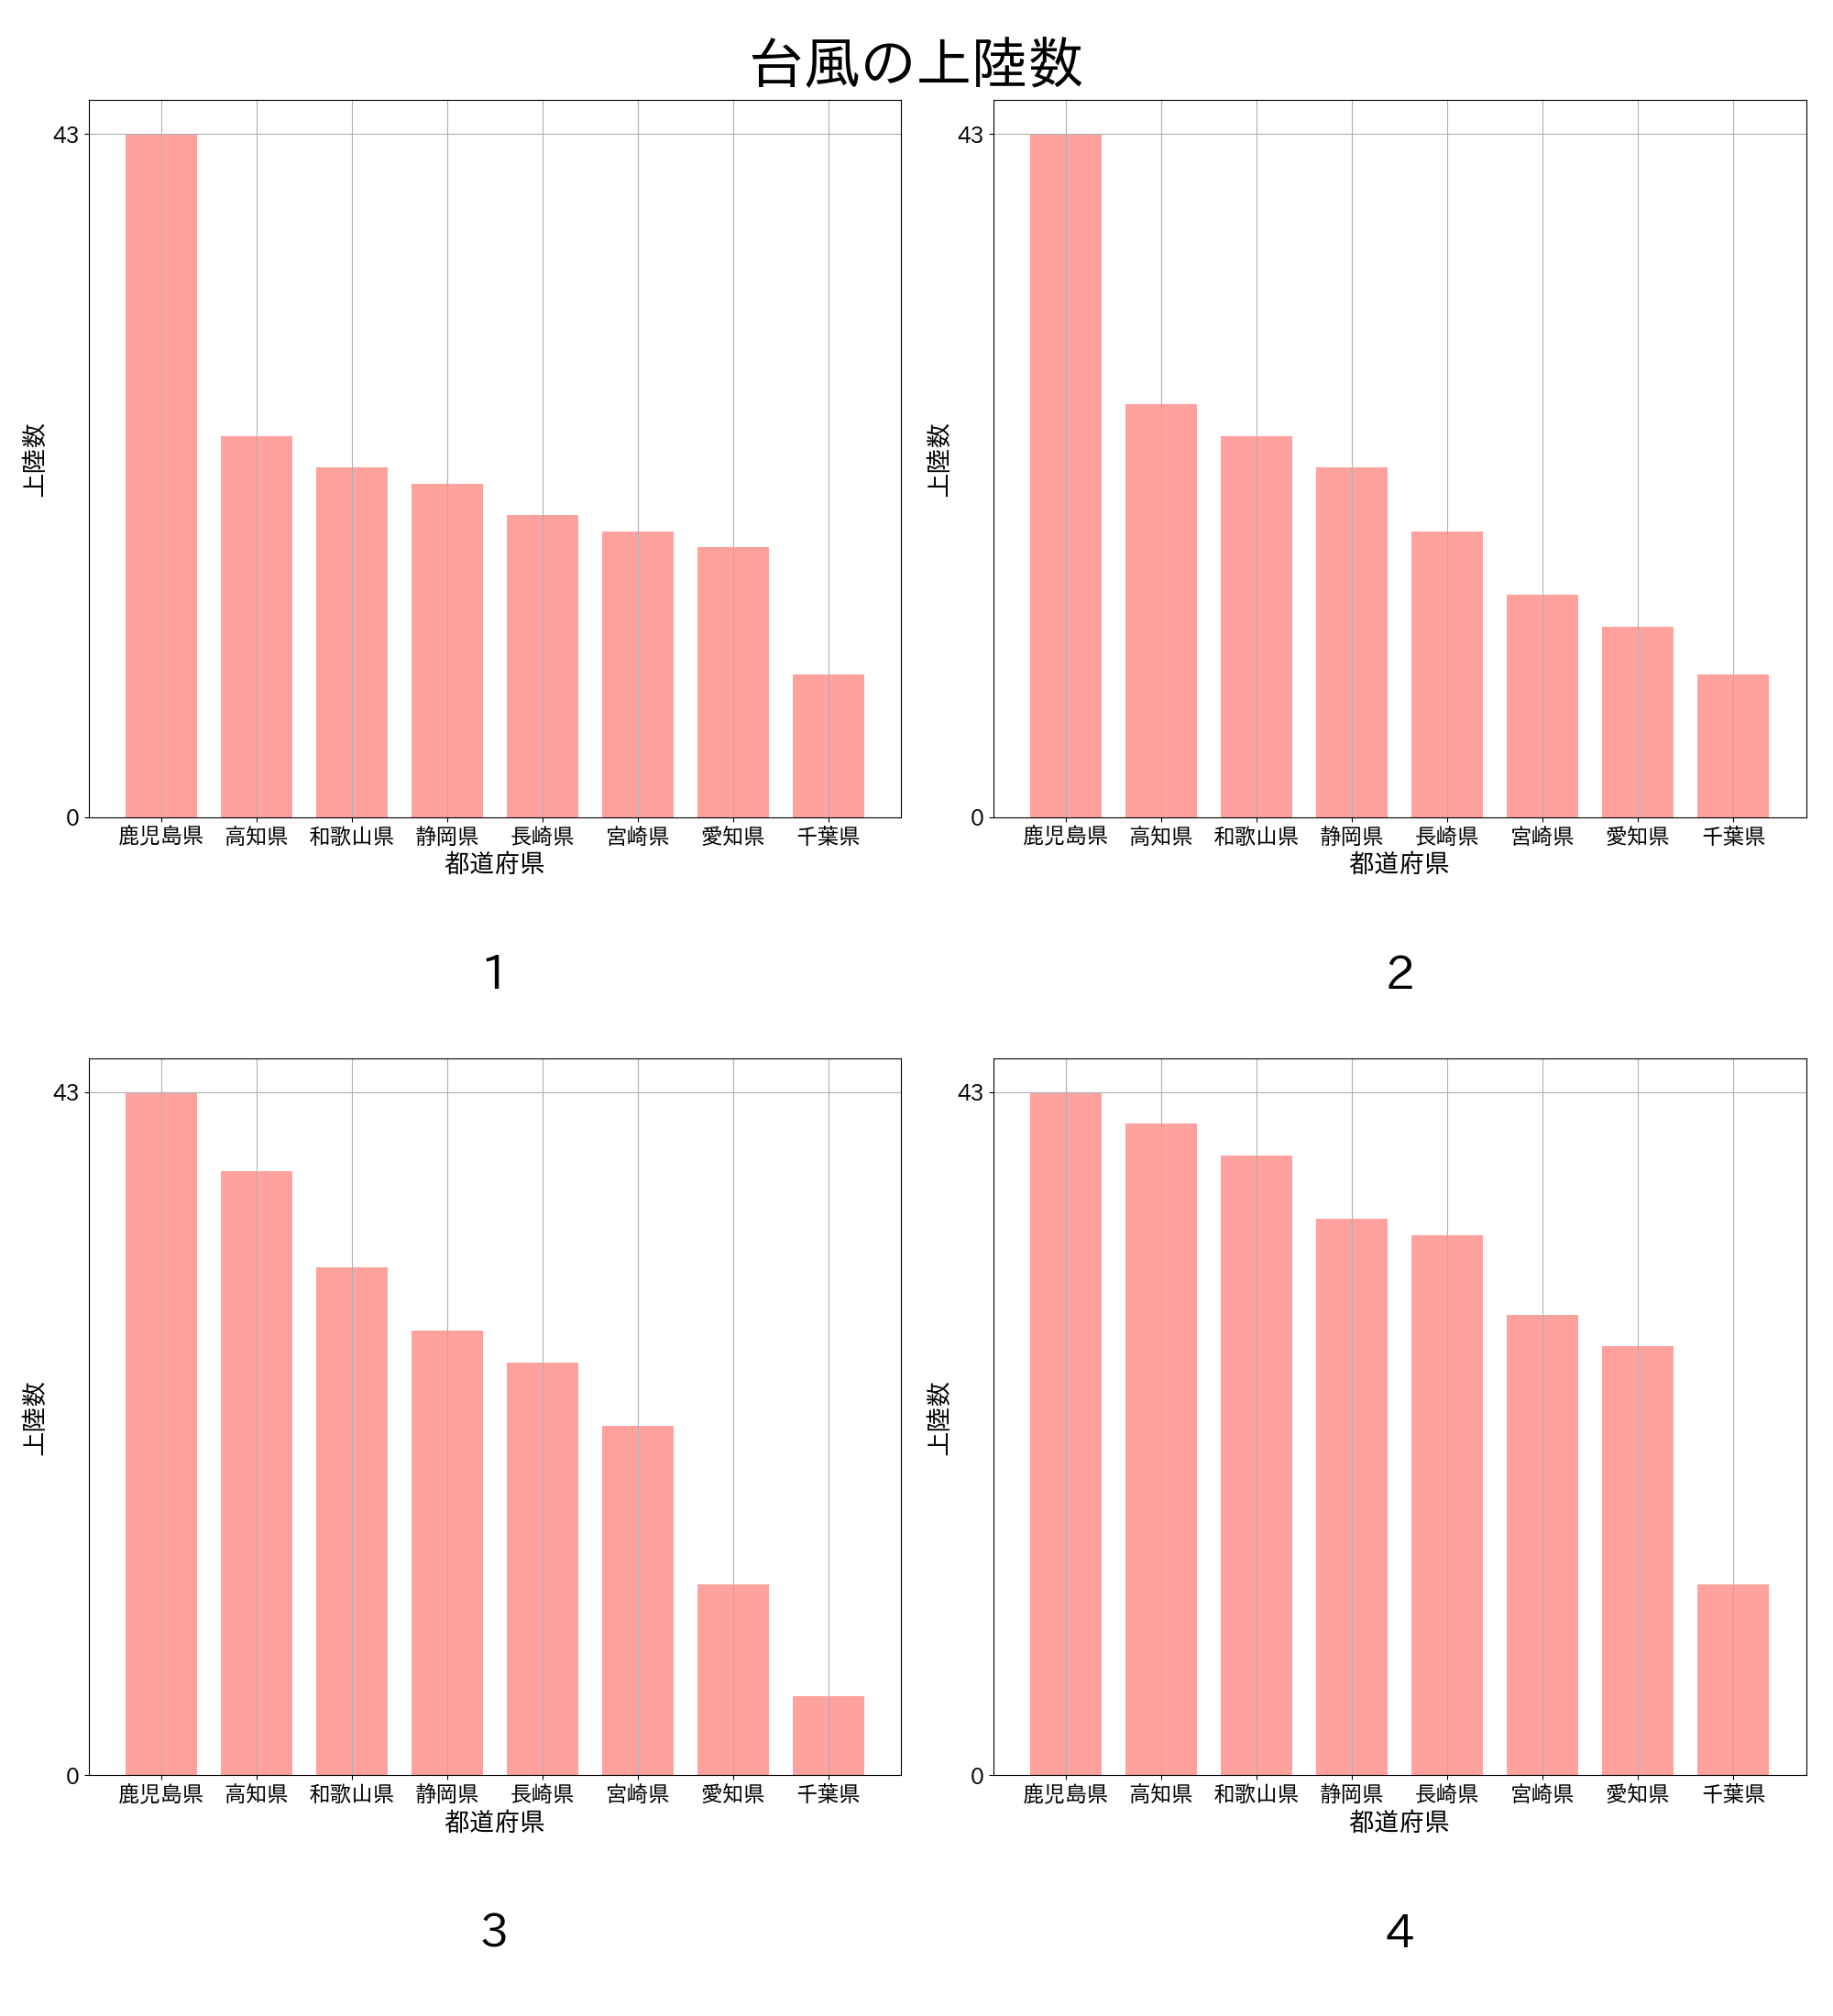 台風の上陸数
43
0
上陸数
鹿児島県 高知県 和歌山県 静岡県 長崎県 宮崎県 愛知県 千葉県
都道府県
1
43
0
上陸数
鹿児島県 高知県 和歌山県 静岡県 長崎県 宮崎県 愛知県 千葉県
都道府県
2
43
0
上陸数
鹿児島県 高知県 和歌山県 静岡県 長崎県 宮崎県 愛知県 千葉県
都道府県
3
43
0
上陸数
鹿児島県 高知県 和歌山県 静岡県 長崎県 宮崎県 愛知県 千葉県
都道府県
4